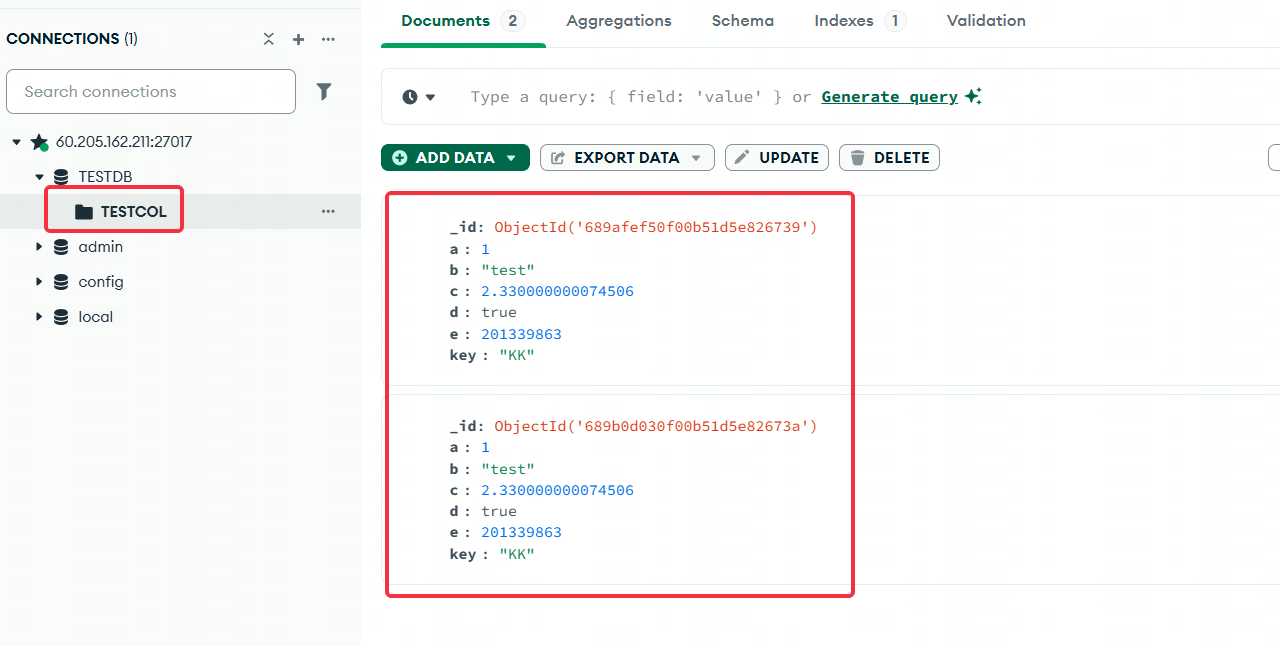 Documents 2 Aggregations Schema Indexes 1 Validation
CONNECTIONS (1)
Search connections
Type a query: { field: 'value' } or Generate query
60.205.162.211:27017
TESTDB
TESTCOL
admin
config
local
ADD DATA EXPORT DATA UPDATE DELETE
_id: ObjectId('689afef50f00b51d5e826739')
a : 1
b : "test"
c : 2.330000000074506
d : true
e : 201339863
key : "KK"
_id: ObjectId('689b0d030f00b51d5e82673a')
a : 1
b : "test"
c : 2.330000000074506
d : true
e : 201339863
key : "KK"